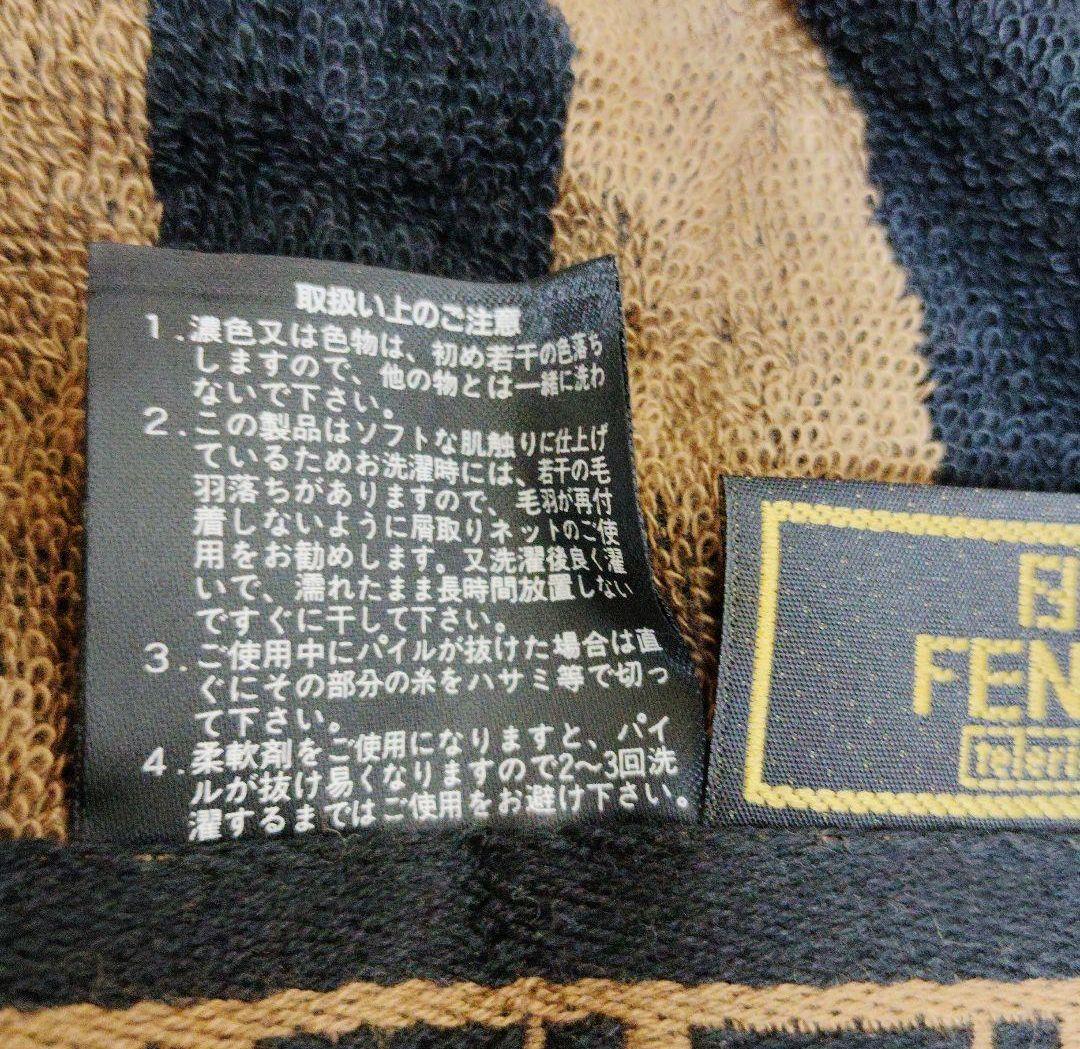 取扱い上のご注意
1.濃色又は色物は、初め若干の色落ち
しますので、他の物とは一緒に洗わ
ないで下さい。
2.この製品はソフトな肌触りに仕上げ
ているためお洗濯時には、若干の毛
羽落ちがありますので、毛羽が再付
着しないように屑取りネットのご使
用をお勧めします。又洗濯後良く濯
いで、濡れたまま長時間放置しない
ですぐに干して下さい。
3.ご使用中にパイルが抜けた場合は直
ぐにその部分の糸をハサミ等で切っ
て下さい。
4.柔軟剤をご使用になりますと、パイ
ルが抜け易くなりますので2~3回洗
濯するまではご使用をお避け下さい。
FEN